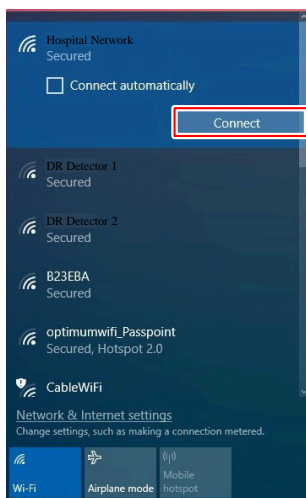 Hospital Network
Secured
Connect automatically
Connect
DR Detector 1
Secured
DR Detector 2
Secured
B23EBA
Secured
optimumwifi_Passpoint
Secured, Hotspot 2.0
CableWiFi
Network & Internet settings
Change settings, such as making a connection metered.
Wi-Fi
Airplane mode
Mobile
hotspot